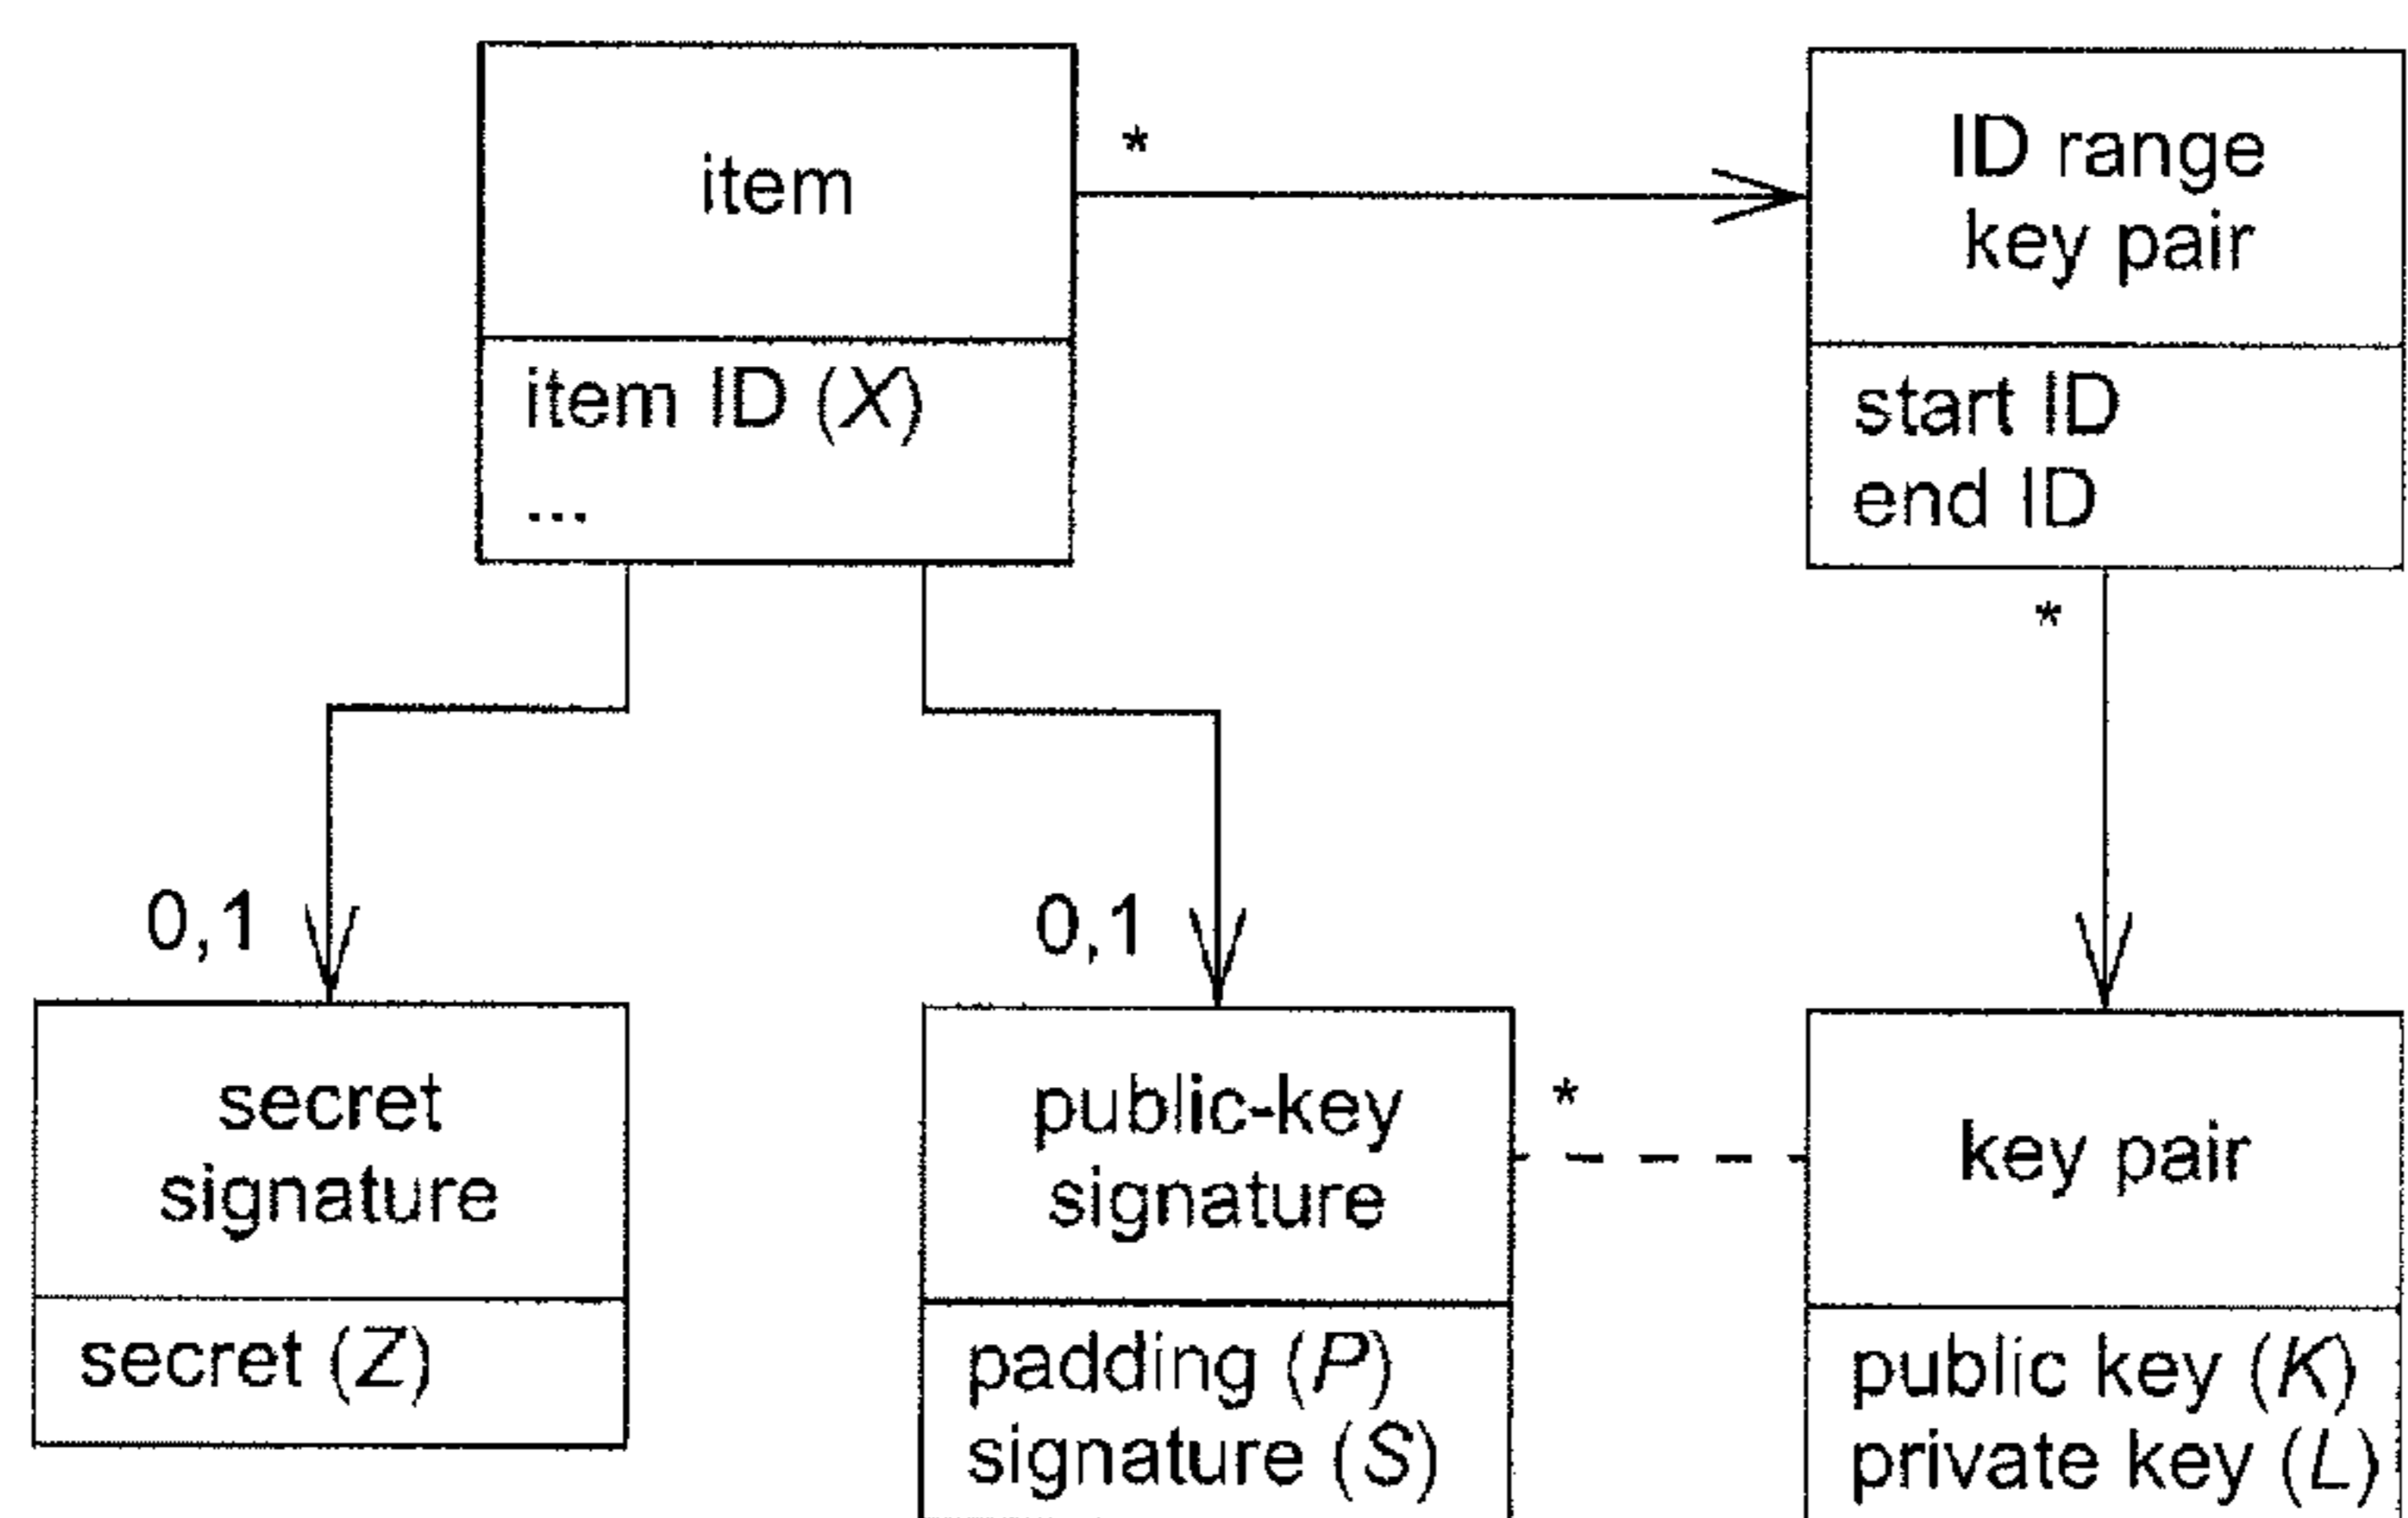 item
item ID (X)
...
*
ID range
key pair
start ID
end ID
*
0,1
0,1
secret
signature
secret (Z)
public-key
signature
padding (P)
signature (S)
*
key pair
public key (K)
private key (L)